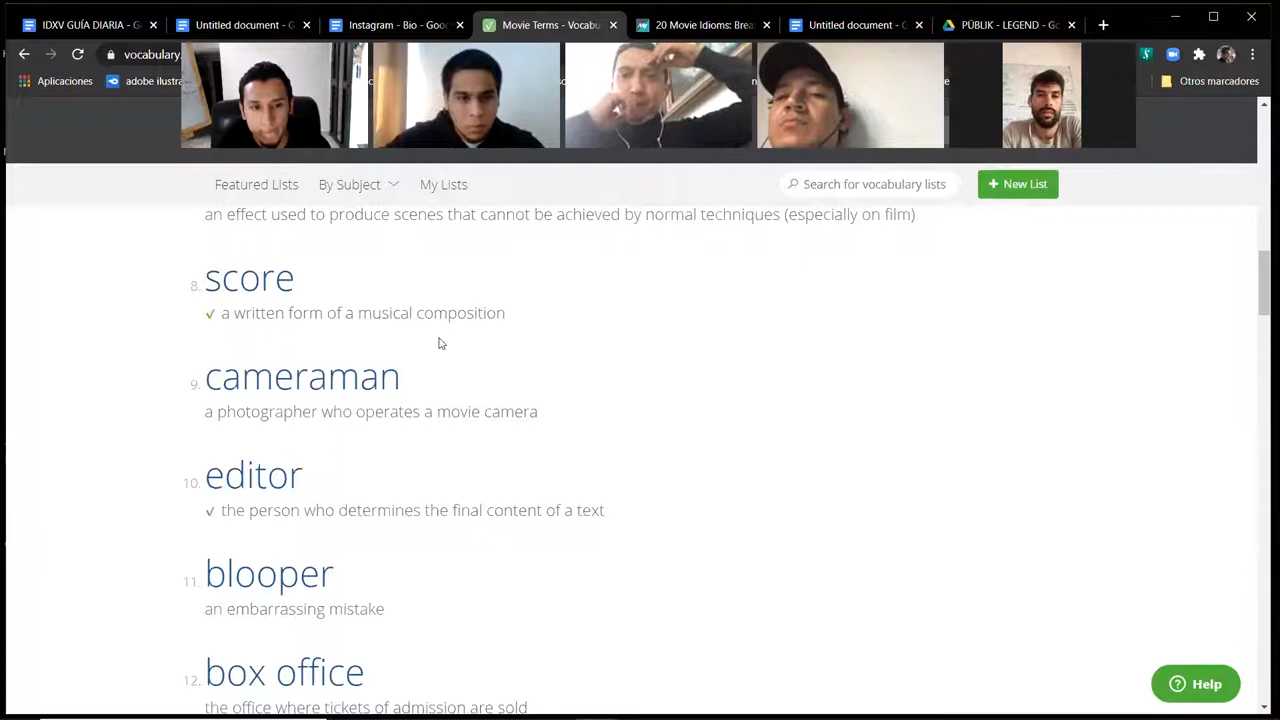 IDXV GUÍA DIARIA - G
Untitled document - G
Instagram - Bio - Goo
Movie Terms - Vocabu
20 Movie Idioms: Brea
Untitled document - G
PÚBLIK - LEGEND - Go
vocabulary.
Aplicaciones
adobe ilustra
Otros marcadores
Featured Lists
By Subject
My Lists
Search for vocabulary lists
+ New List
an effect used to produce scenes that cannot be achieved by normal techniques (especially on film)
8. score
✓ a written form of a musical composition
9. cameraman
a photographer who operates a movie camera
10. editor
✓ the person who determines the final content of a text
11. blooper
an embarrassing mistake
12. box office
the office where tickets of admission are sold
? Help